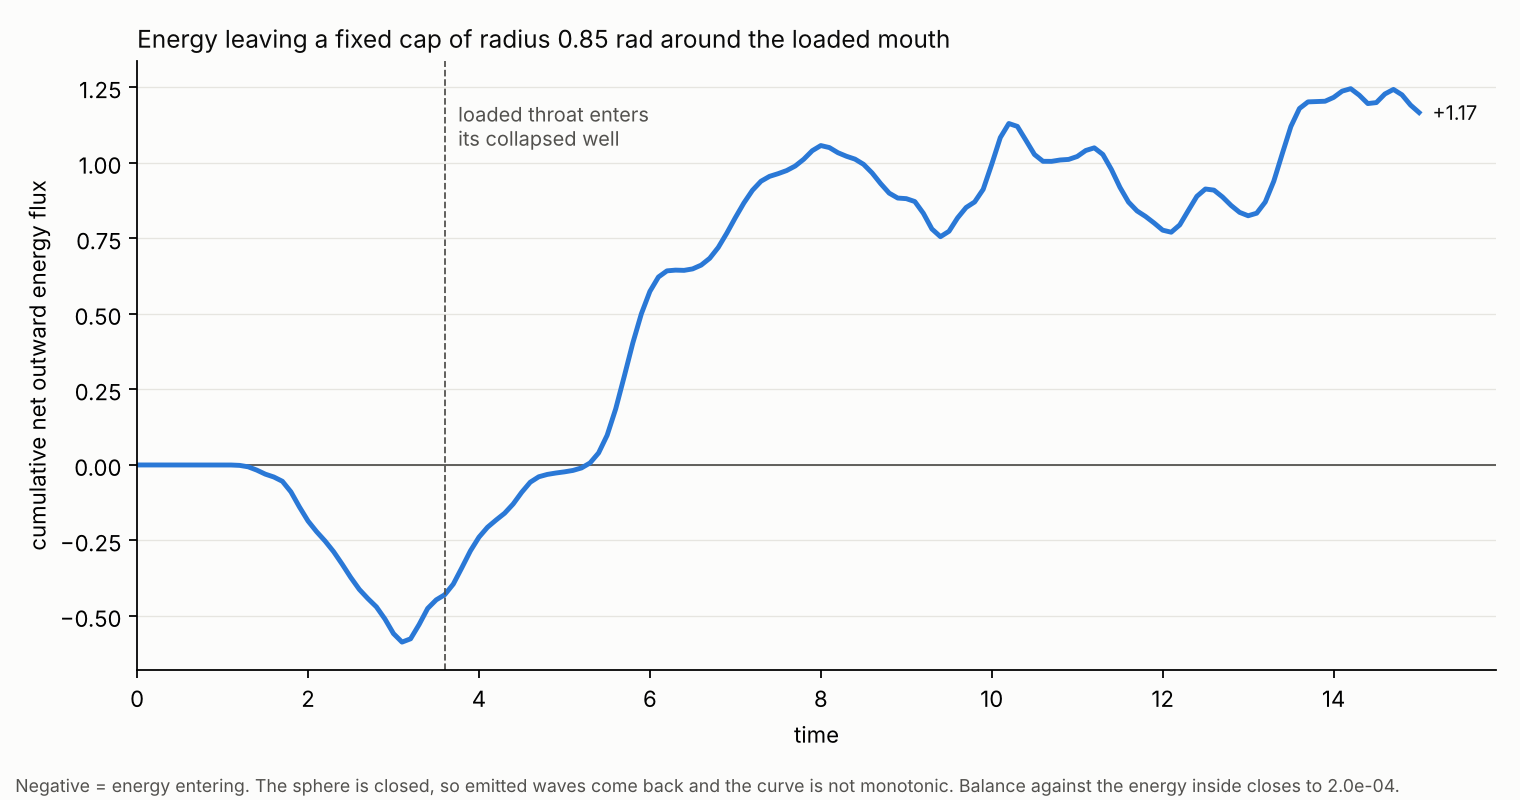 Energy leaving a fixed cap of radius 0.85 rad around the loaded mouth
cumulative net outward energy flux
1.25
1.00
0.75
0.50
0.25
0.00
−0.25
−0.50
loaded throat enters
its collapsed well
+1.17
0 2 4 6 8 10 12 14
time
Negative = energy entering. The sphere is closed, so emitted waves come back and the curve is not monotonic. Balance against the energy inside closes to 2.0e-04.